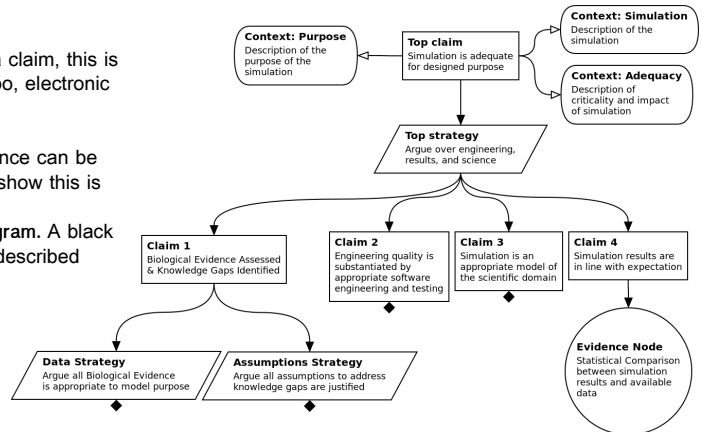 a claim, this is
oo, electronic
nce can be
show this is
gram. A black
described
Context: Purpose
Description of the
purpose of the
simulation
Top claim
Simulation is adequate
for designed purpose
Context: Simulation
Description of the
simulation
Context: Adequacy
Description of
criticality and impact
of simulation
Top strategy
Argue over engineering,
results, and science
Claim 1
Biological Evidence Assessed
& Knowledge Gaps Identified
Claim 2
Engineering quality is
substantiated by
appropriate software
engineering and testing
Claim 3
Simulation is an
appropriate model of
the scientific domain
Claim 4
Simulation results are
in line with expectation
Data Strategy
Argue all Biological Evidence
is appropriate to model purpose
Assumptions Strategy
Argue all assumptions to address
knowledge gaps are justified
Evidence Node
Statistical Comparison
between simulation
results and available
data